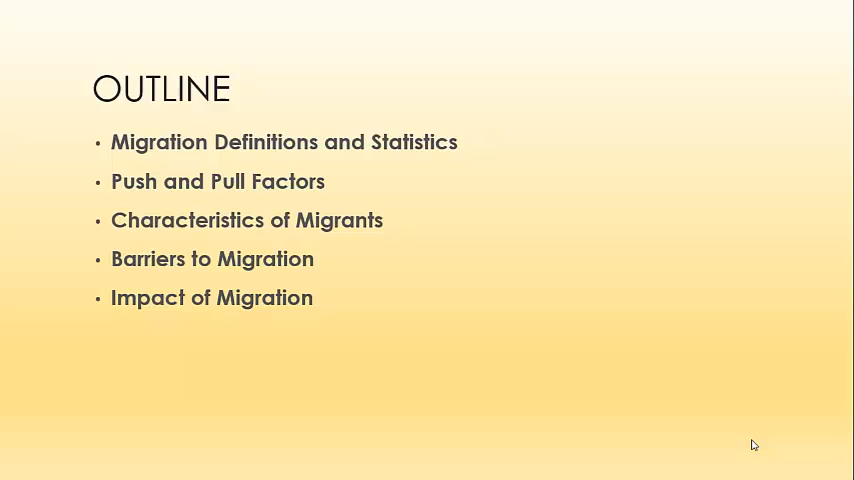 OUTLINE
• Migration Definitions and Statistics
• Push and Pull Factors
• Characteristics of Migrants
• Barriers to Migration
• Impact of Migration